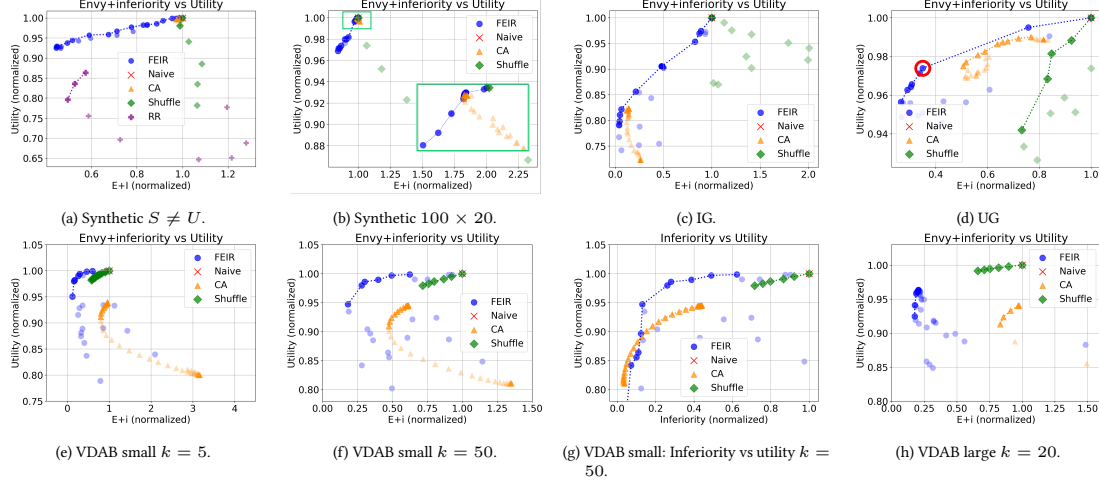 Envy+inferiority vs Utility
Utility (normalized)
1.00
0.95
0.90
0.85
0.80
0.75
0.70
0.65
FEIR
Naive
CA
Shuffle
RR
0.6
0.8
1.0
1.2
E+I (normalized)
(a) Synthetic S ≠ U.
Envy+inferiority vs Utility
Utility (normalized)
1.00
0.98
0.96
0.94
0.92
0.90
0.88
FEIR
Naive
CA
Shuffle
1.00
1.25
1.50
1.75
2.00
2.25
E+i (normalized)
(b) Synthetic 100 × 20.
Envy+inferiority vs Utility
Utility (normalized)
1.00
0.95
0.90
0.85
0.80
0.75
FEIR
Naive
CA
Shuffle
0.0
0.5
1.0
1.5
2.0
E+i (normalized)
(c) IG.
Envy+inferiority vs Utility
Utility (normalized)
1.00
0.98
0.96
0.94
FEIR
Naive
CA
Shuffle
0.4
0.6
0.8
1.0
E+i (normalized)
(d) UG
Envy+inferiority vs Utility
Utility (normalized)
1.05
1.00
0.95
0.90
0.85
0.80
0.75
FEIR
Naive
CA
Shuffle
0
1
2
3
4
E+i (normalized)
(e) VDAB small k = 5.
Envy+inferiority vs Utility
Utility (normalized)
1.05
1.00
0.95
0.90
0.85
0.80
FEIR
Naive
CA
Shuffle
0.00
0.25
0.50
0.75
1.00
1.25
1.50
E+i (normalized)
(f) VDAB small k = 50.
Inferiority vs Utility
Utility (normalized)
1.05
1.00
0.95
0.90
0.85
0.80
FEIR
Naive
CA
Shuffle
0.0
0.2
0.4
0.6
0.8
1.0
Inferiority (normalized)
(g) VDAB small: Inferiority vs utility k =
50.
Envy+inferiority vs Utility
Utility (normalized)
1.00
0.95
0.90
0.85
0.80
FEIR
Naive
CA
Shuffle
0.00
0.25
0.50
0.75
1.00
1.25
1.50
E+i (normalized)
(h) VDAB large k = 20.